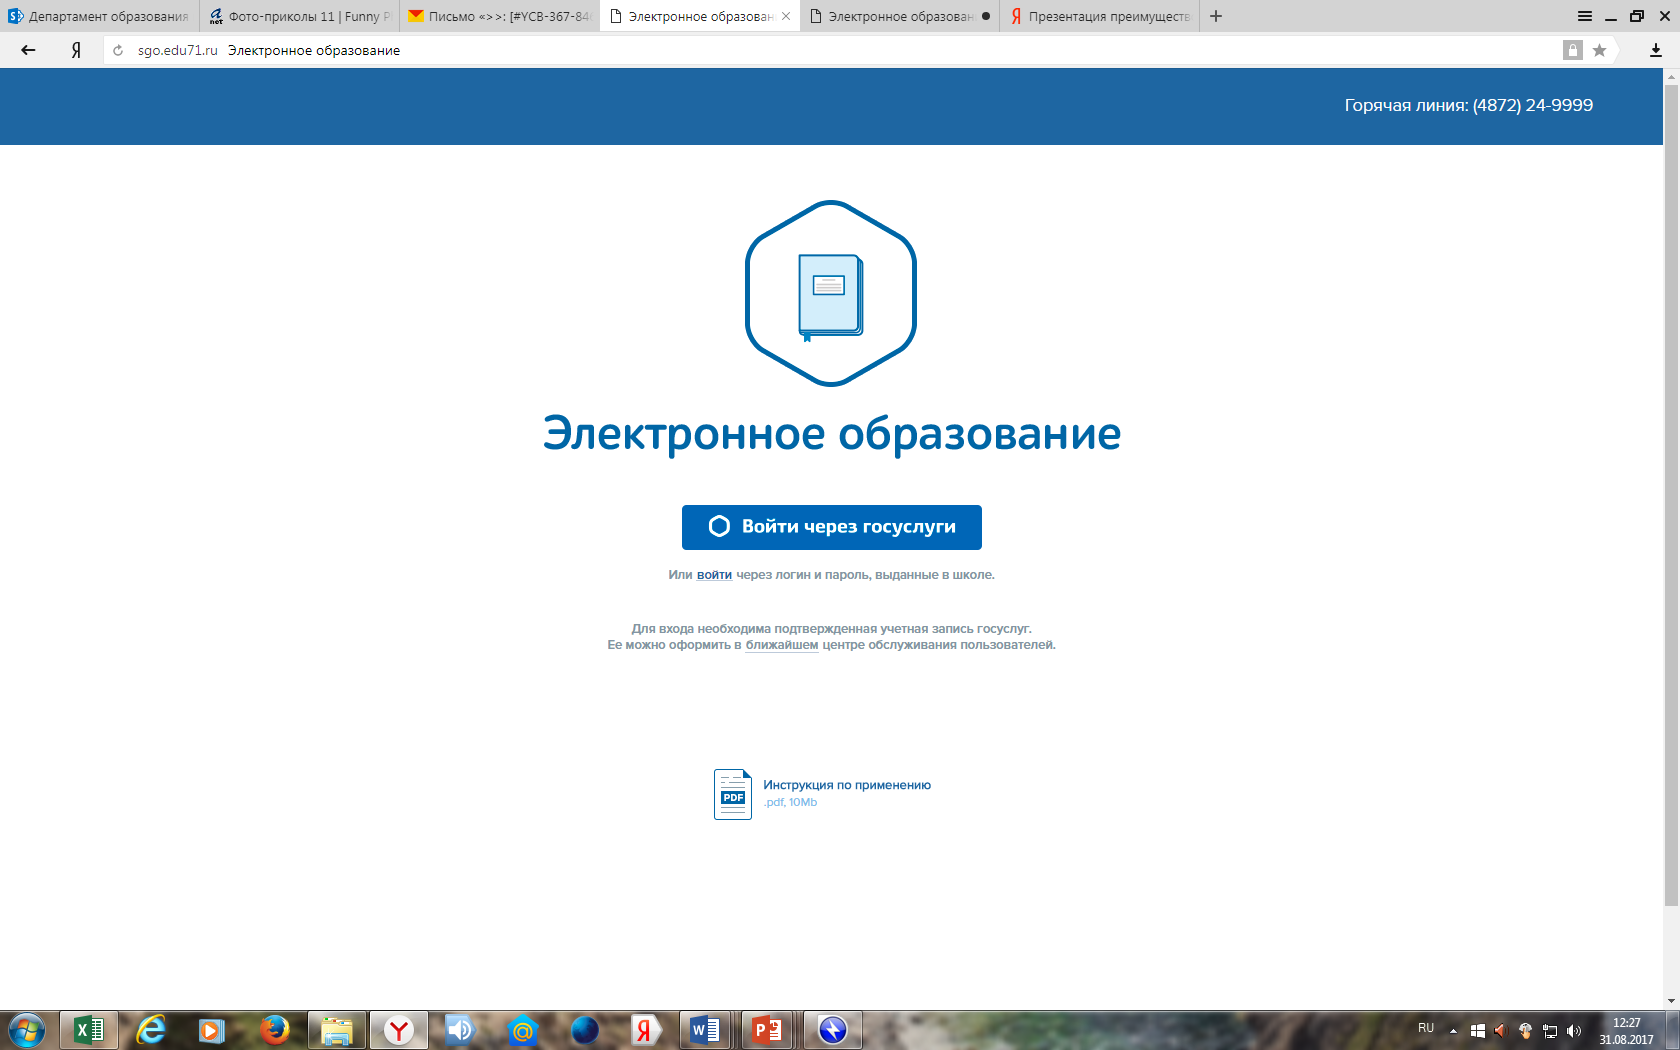 Департамент образования
Фото-приколы 11 | Funny
Письмо «>>: [#YCB-367-84
Электронное образован
Электронное образован
Презентация преимуществ
sgo.edu71.ru Электронное образование
Горячая линия: (4872) 24-9999
Электронное образование
Войти через госуслуги
Или войти через логин и пароль, выданные в школе.
Для входа необходима подтвержденная учетная запись госуслуг.
Ее можно оформить в ближайшем центре обслуживания пользователей.
PDF
Инструкция по применению
.pdf, 10Mb
RU
12:27
31.08.2017